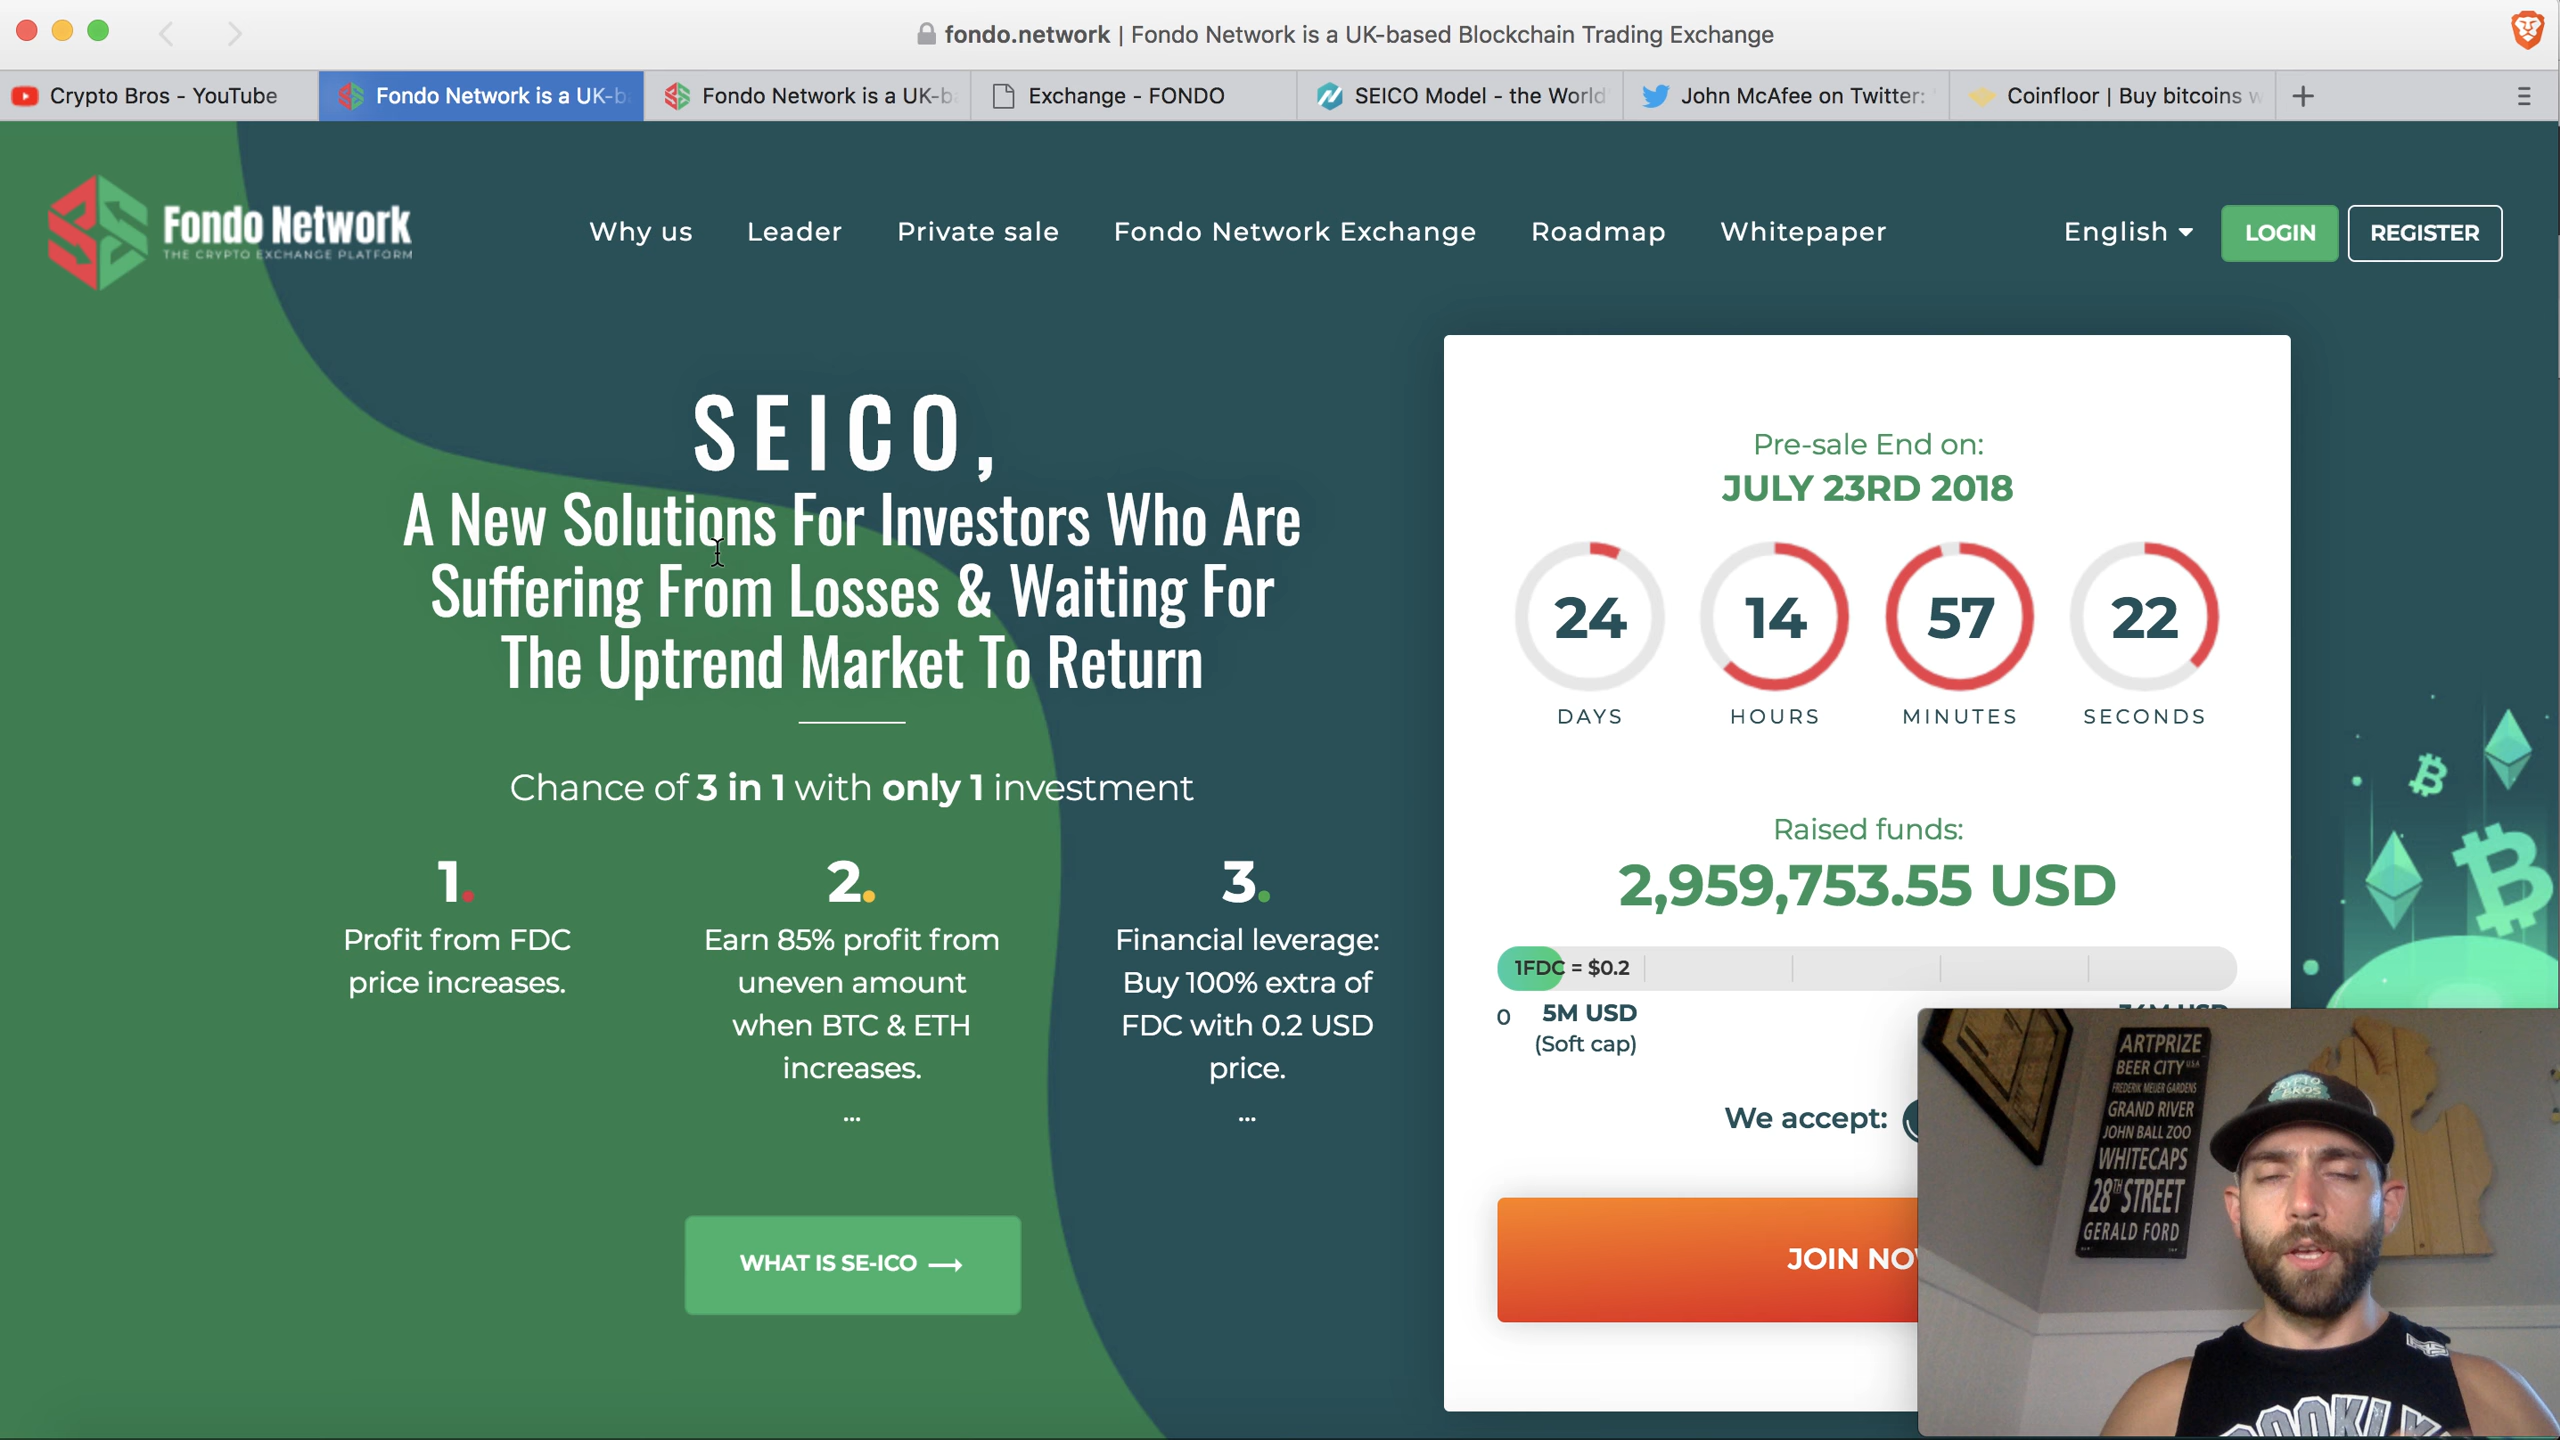 fondo.network | Fondo Network is a UK-based Blockchain Trading Exchange
Crypto Bros - YouTube
Fondo Network is a UK-b
Fondo Network is a UK-b
Exchange - FONDO
SEICO Model - the World
John McAfee on Twitter:
Coinfloor | Buy bitcoins w
Fondo Network
THE CRYPTO EXCHANGE PLATFORM
Why us
Leader
Private sale
Fondo Network Exchange
Roadmap
Whitepaper
English
LOGIN
REGISTER
SEICO,
A New Solutions For Investors Who Are
Suffering From Losses & Waiting For
The Uptrend Market To Return
Chance of 3 in 1 with only 1 investment
1.
Profit from FDC
price increases.
2.
Earn 85% profit from
uneven amount
when BTC & ETH
increases.
...
3.
Financial leverage:
Buy 100% extra of
FDC with 0.2 USD
price.
...
WHAT IS SE-ICO
Pre-sale End on:
JULY 23RD 2018
24
14
57
22
DAYS
HOURS
MINUTES
SECONDS
Raised funds:
2,959,753.55 USD
1FDC = $0.2
0
5M USD
(Soft cap)
We accept:
JOIN NO
ARTPRIZE
BEER CITY USA
FREDERIK MEIJER GARDENS
GRAND RIVER
JOHN BALL ZOO
WHITECAPS
28TH STREET
GERALD FORD
CRYPTO
BROS